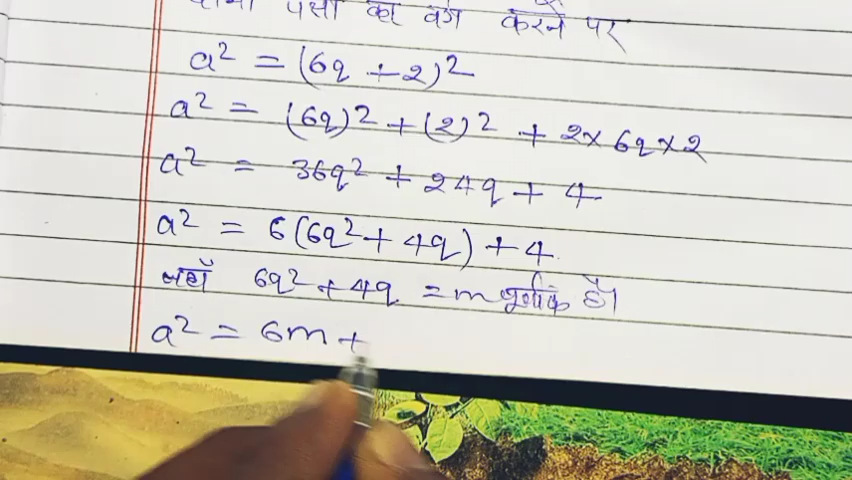 दोनों पक्षों का वर्ग करने पर
a² = (6q + 2)²
a² = (6q)² + (2)² + 2 × 6q × 2
a² = 36q² + 24q + 4
a² = 6(6q² + 4q) + 4
जहाँ 6q² + 4q = m पूर्णांक है।
a² = 6m +